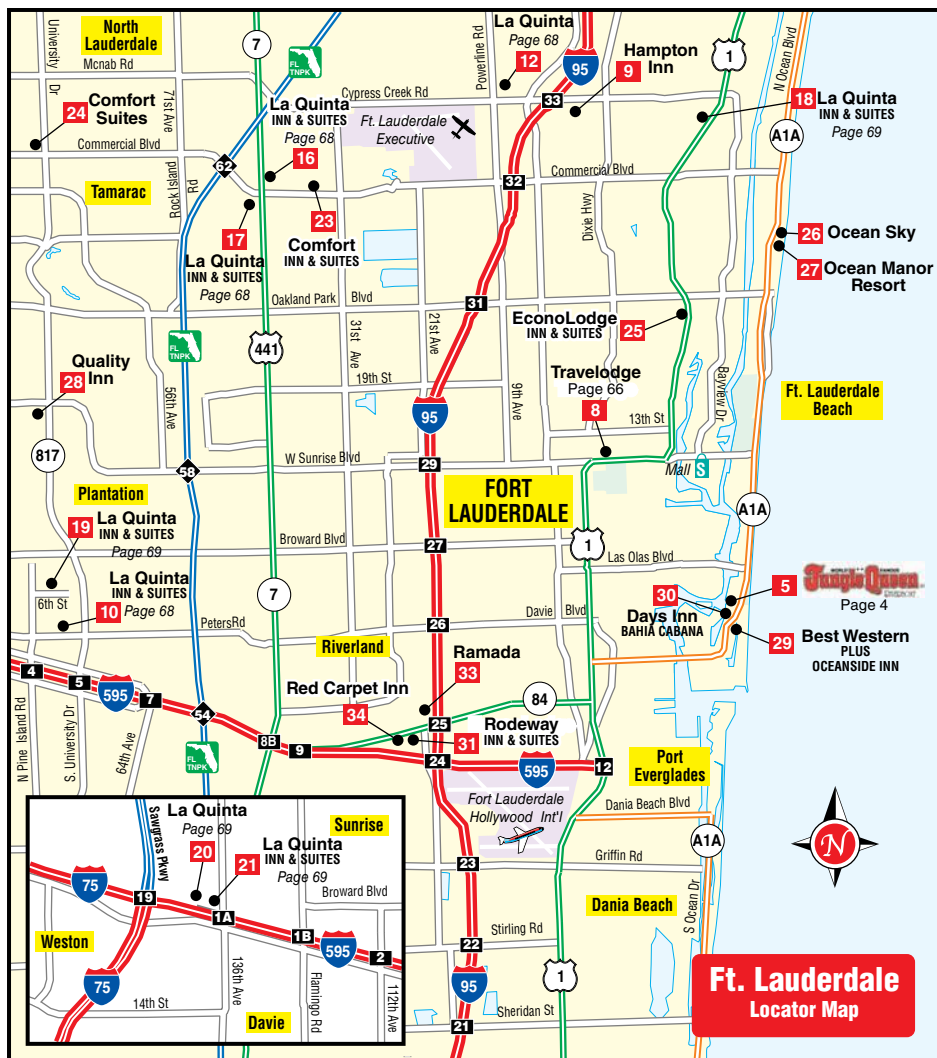 University
Dr
North
Lauderdale
Mcnab Rd
7
FL
TNPK
La Quinta
Page 68
12
Powerline Rd
95
Hampton
Inn
9
1
N Ocean Blvd
24
Comfort
Suites
71st Ave
La Quinta
INN & SUITES
Page 68
16
Cypress Creek Rd
33
Ft. Lauderdale
Executive
18
La Quinta
INN & SUITES
Page 69
A1A
Commercial Blvd
62
32
Commercial Blvd
Tamarac
Rock Island
Rd
17
La Quinta
INN & SUITES
Page 68
23
Comfort
INN & SUITES
Dixie Hwy
26
Ocean Sky
27
Ocean Manor
Resort
Oakland Park Blvd
31
EconoLodge
INN & SUITES
25
FL
TNPK
441
31st Ave
21st Ave
Quality
Inn
28
56th Ave
19th St
95
9th Ave
Travelodge
Page 66
8
13th St
Bayview Dr
Ft. Lauderdale
Beach
817
58
W Sunrise Blvd
29
Mall
S
Plantation
FORT
LAUDERDALE
A1A
19
La Quinta
INN & SUITES
Page 69
Broward Blvd
27
1
Las Olas Blvd
La Quinta
INN & SUITES
10
Page 68
6th St
7
30
Days Inn
BAHIA CABANA
5
WORLD FAMOUS
Jungle Queen
RIVERBOAT
Page 4
PetersRd
26
Davie Blvd
29
Best Western
PLUS
OCEANSIDE INN
Riverland
Ramada
33
4
5
595
7
54
Red Carpet Inn
34
84
25
Rodeway
INN & SUITES
31
8B
9
24
595
12
N Pine Island Rd
S. University Dr
64th Ave
FL
TNPK
Port
Everglades
Fort Lauderdale
Hollywood Int'l
Dania Beach Blvd
A1A
N
23
Griffin Rd
S Ocean Dr
Dania Beach
22
Stirling Rd
95
1
21
Sheridan St
Sawgrass Pkwy
La Quinta
Page 69
20
21
La Quinta
INN & SUITES
Page 69
Sunrise
75
19
1A
Broward Blvd
1B
595
2
Weston
75
14th St
136th Ave
Flamingo Rd
112th Ave
Davie
Ft. Lauderdale
Locator Map